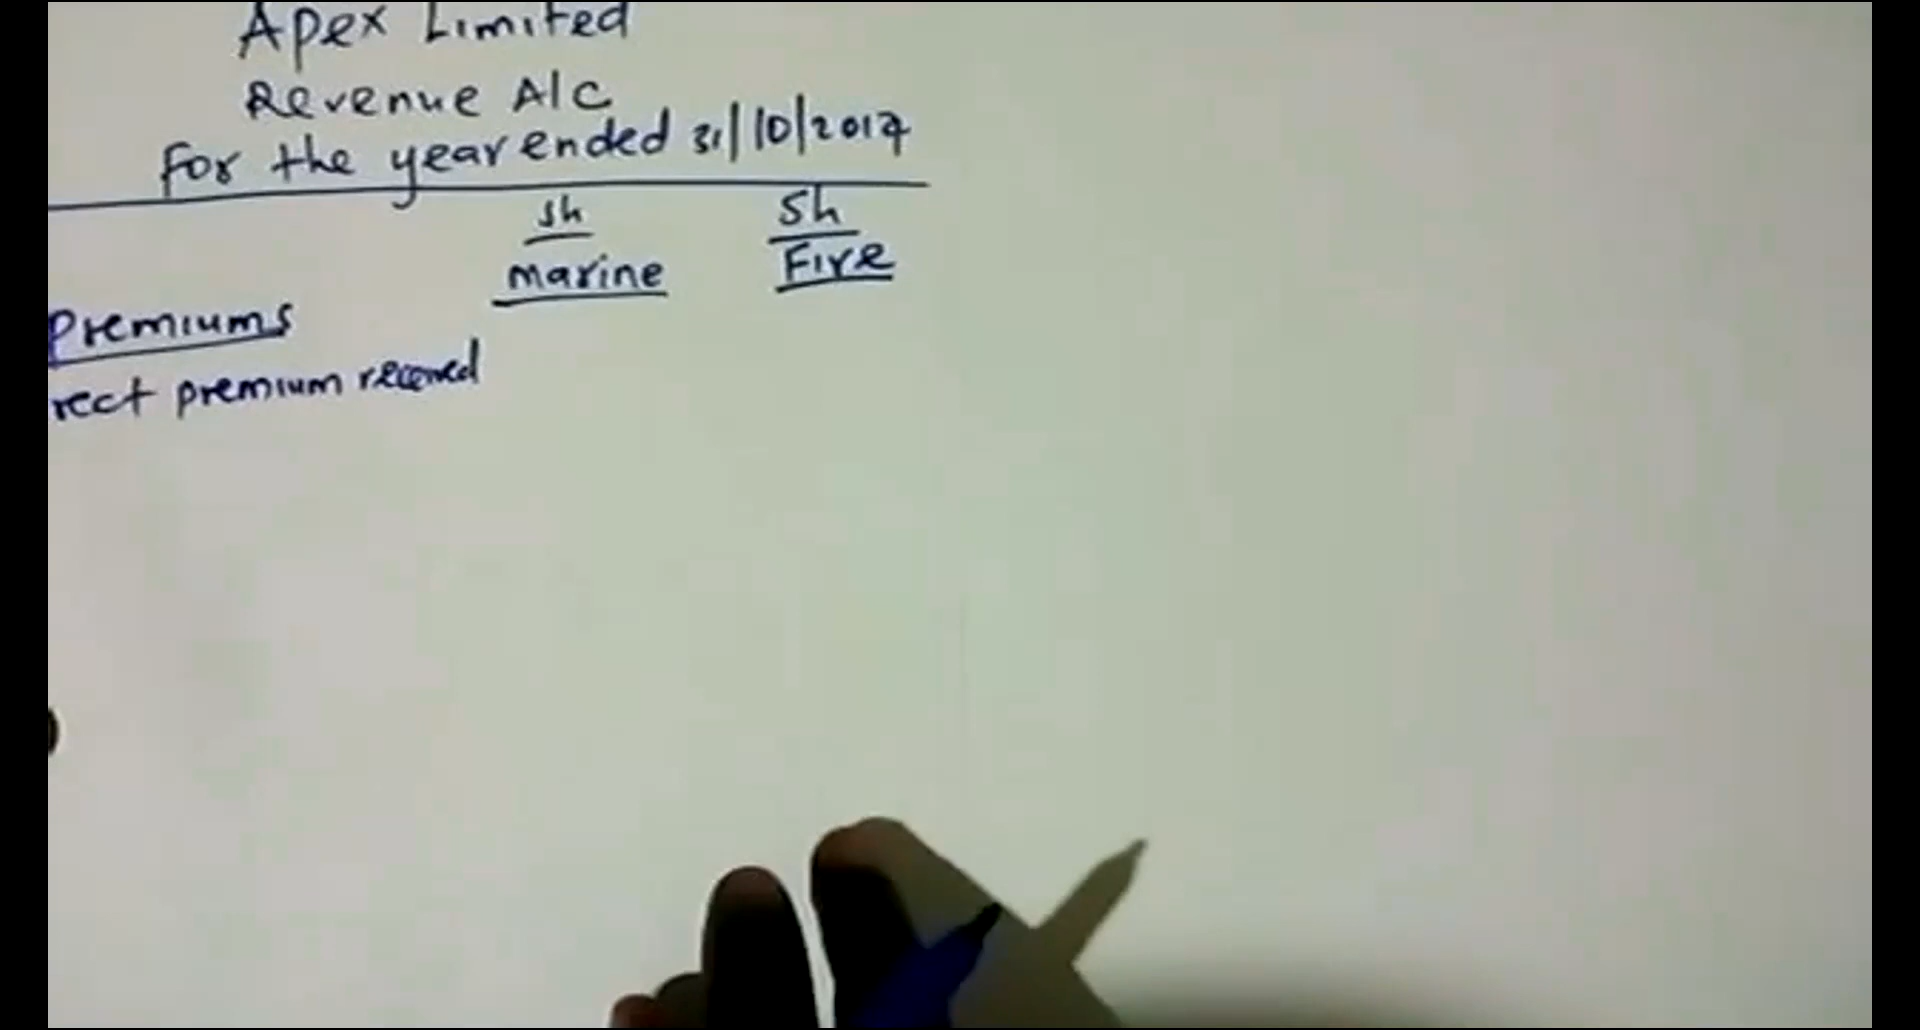 Apex Limited
Revenue A/C
For the year ended 31/10/2017
sh Sh
marine Fire
Premiums
rect premium received